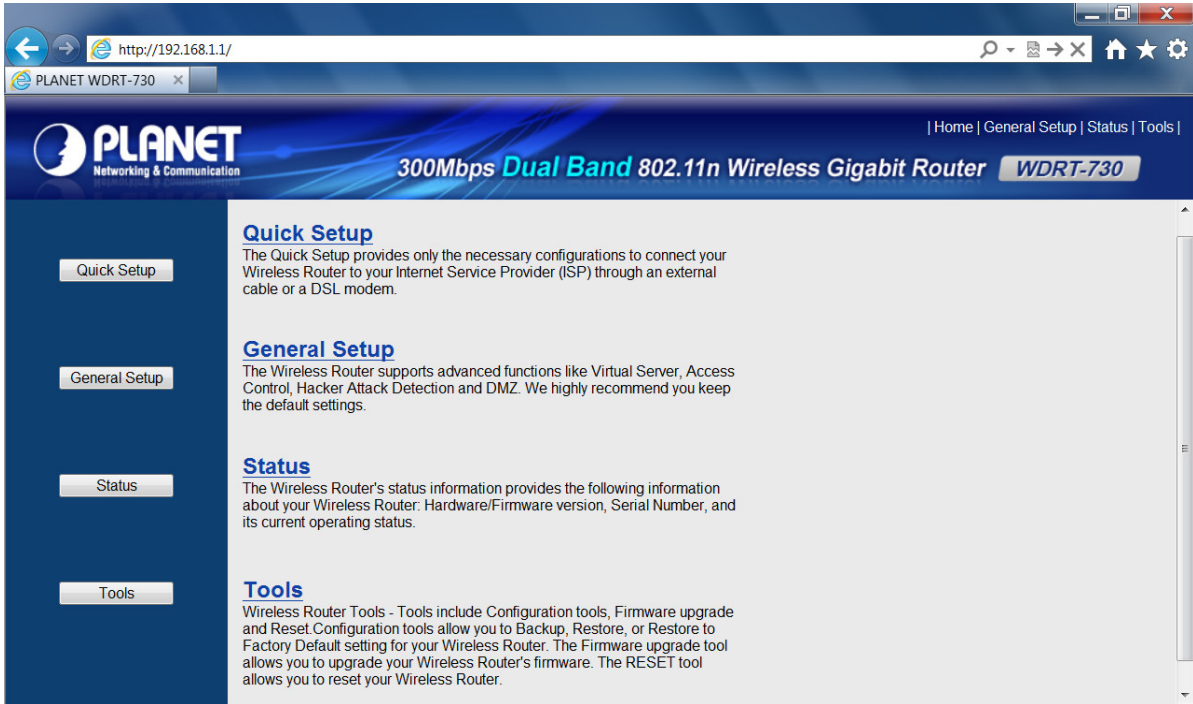 http://192.168.1.1/
PLANET WDRT-730
PLANET
Networking & Communication
| Home | General Setup | Status | Tools |
300Mbps Dual Band 802.11n Wireless Gigabit Router WDRT-730
Quick Setup
Quick Setup
The Quick Setup provides only the necessary configurations to connect your
Wireless Router to your Internet Service Provider (ISP) through an external
cable or a DSL modem.
General Setup
General Setup
The Wireless Router supports advanced functions like Virtual Server, Access
Control, Hacker Attack Detection and DMZ. We highly recommend you keep
the default settings.
Status
Status
The Wireless Router's status information provides the following information
about your Wireless Router: Hardware/Firmware version, Serial Number, and
its current operating status.
Tools
Tools
Wireless Router Tools - Tools include Configuration tools, Firmware upgrade
and Reset.Configuration tools allow you to Backup, Restore, or Restore to
Factory Default setting for your Wireless Router. The Firmware upgrade tool
allows you to upgrade your Wireless Router's firmware. The RESET tool
allows you to reset your Wireless Router.